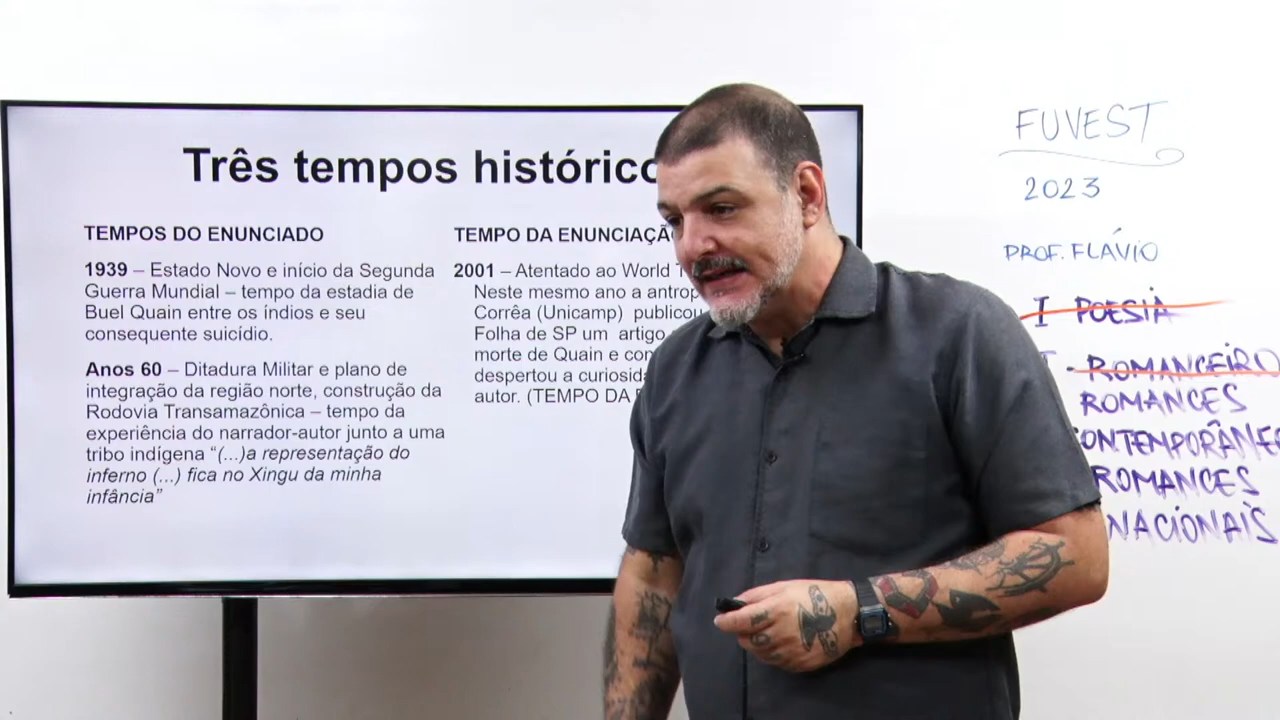 Três tempos histórico
TEMPOS DO ENUNCIADO
1939 – Estado Novo e início da Segunda
Guerra Mundial – tempo da estadia de
Buel Quain entre os índios e seu
consequente suicídio.
Anos 60 – Ditadura Militar e plano de
integração da região norte, construção da
Rodovia Transamazônica – tempo da
experiência do narrador-autor junto a uma
tribo indígena “(...)a representação do
inferno (...) fica no Xingu da minha
infância”
TEMPO DA ENUNCIAÇÃ
2001 – Atentado ao World
Neste mesmo ano a
Corrêa (Unicamp) publicou
Folha de SP um artigo
morte de Quain e
despertou a
autor. (TEMPO DA
FUVEST
2023
PROF. FLÁVIO
I POESIA
- ROMANCEIRO
ROMANCES
CONTEMPORÂNE
ROMANCES
NACIONAIS